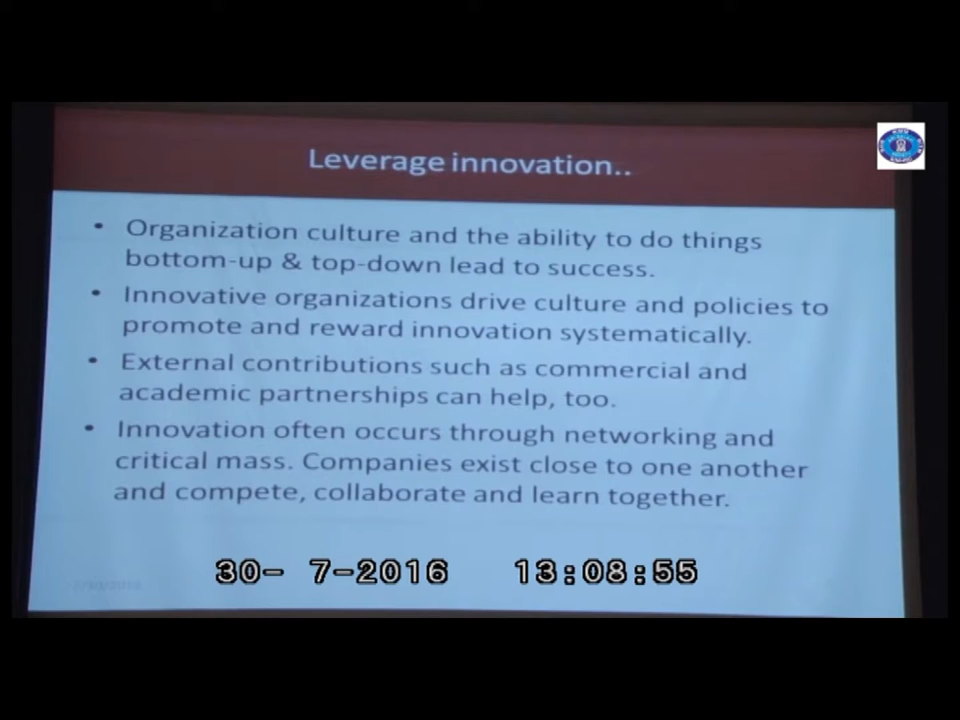 Leverage innovation..
• Organization culture and the ability to do things
bottom-up & top-down lead to success.
• Innovative organizations drive culture and policies to
promote and reward innovation systematically.
• External contributions such as commercial and
academic partnerships can help, too.
• Innovation often occurs through networking and
critical mass. Companies exist close to one another
and compete, collaborate and learn together.
30- 7-2016 13:08:55